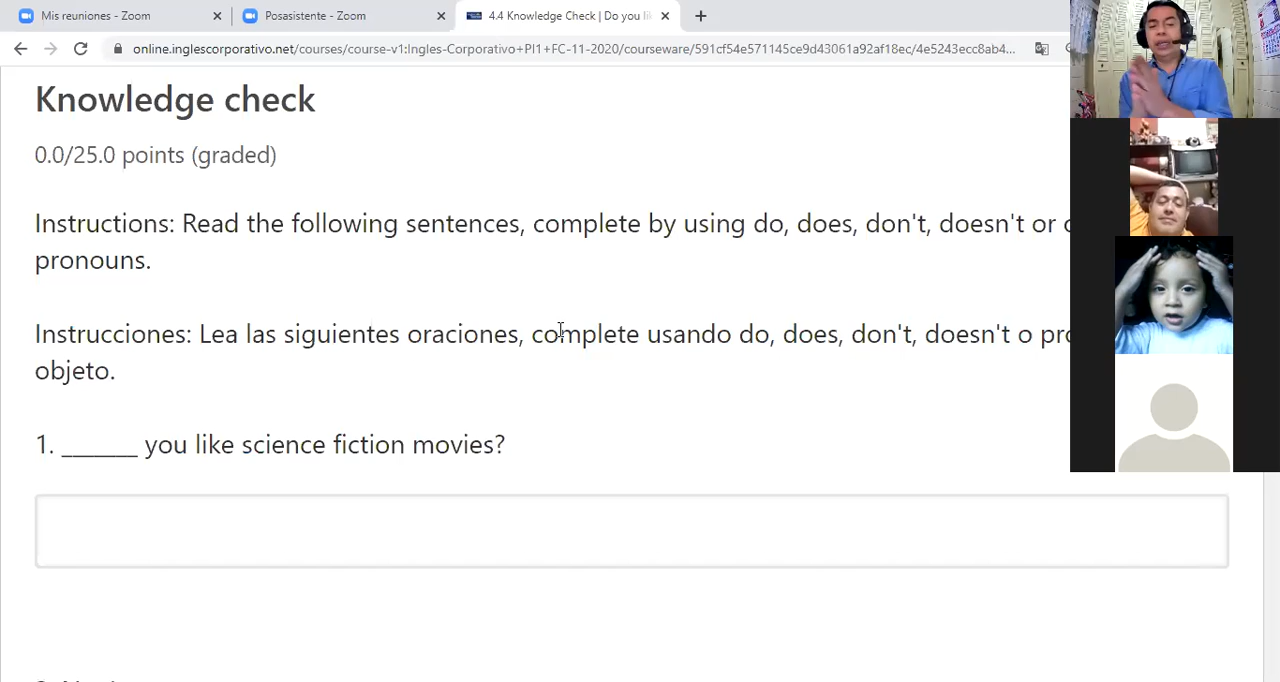 Mis reuniones - Zoom
Posasistente - Zoom
4.4 Knowledge Check | Do you li
online.inglescorporativo.net/courses/course-v1:Ingles-Corporativo+PI1+FC-11-2020/courseware/591cf54e571145ce9d43061a92af18ec/4e5243ecc8ab4...
Knowledge check
0.0/25.0 points (graded)
Instructions: Read the following sentences, complete by using do, does, don't, doesn't or
pronouns.
Instrucciones: Lea las siguientes oraciones, complete usando do, does, don't, doesn't o
objeto.
1. ______ you like science fiction movies?